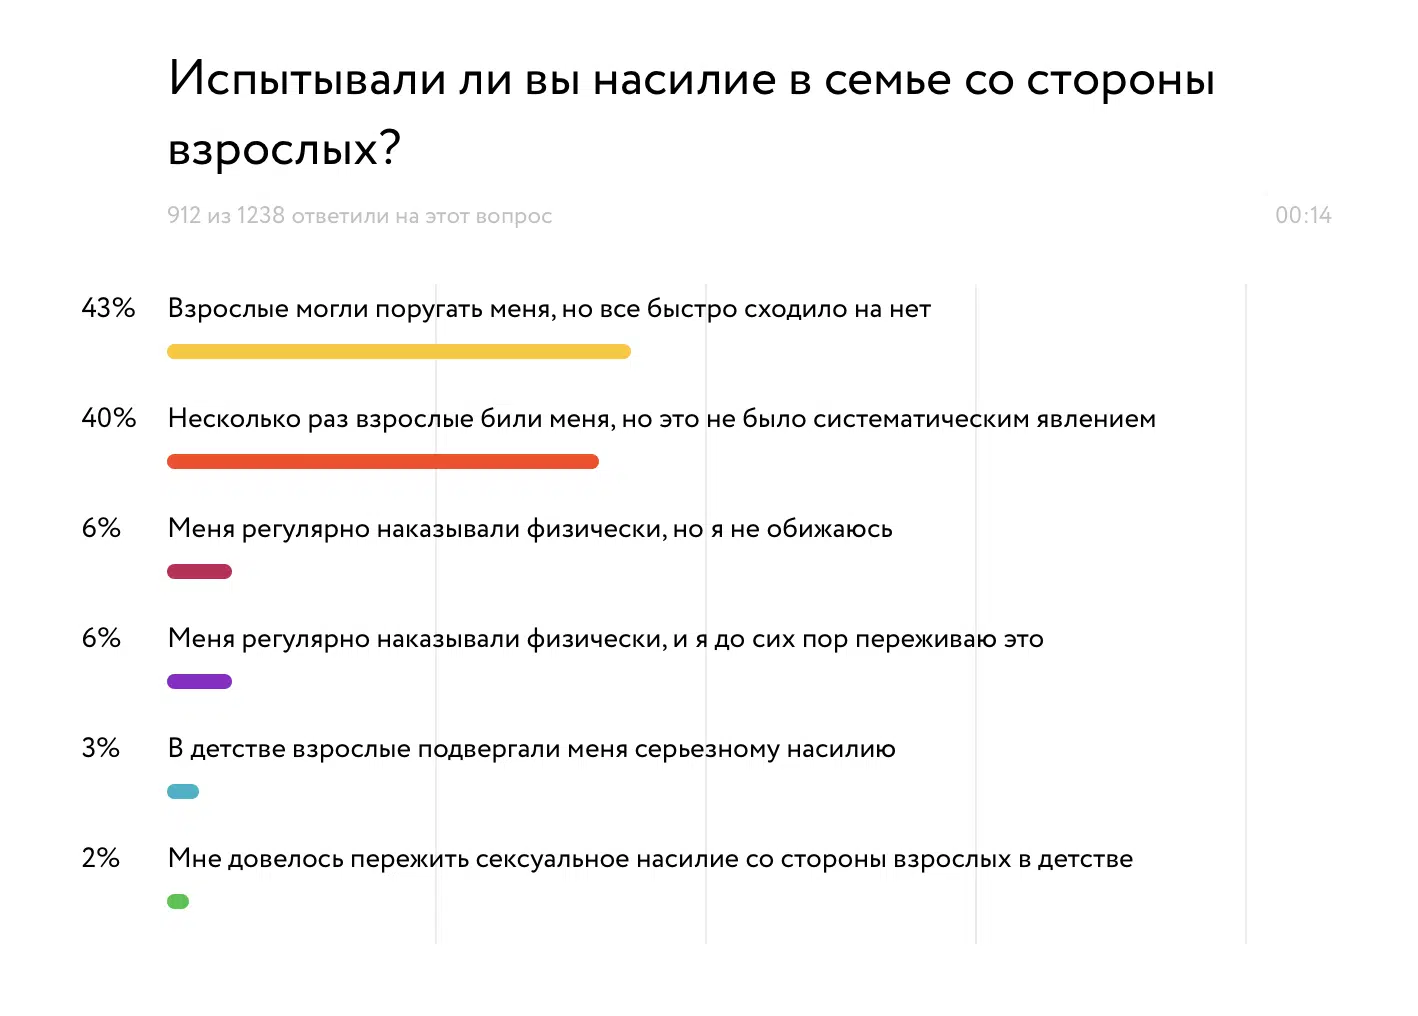 Испытывали ли вы насилие в семье со стороны
взрослых?
912 из 1238 ответили на этот вопрос
00:14
43% Взрослые могли поругать меня, но все быстро сходило на нет
40% Несколько раз взрослые били меня, но это не было систематическим явлением
6% Меня регулярно наказывали физически, но я не обижаюсь
6% Меня регулярно наказывали физически, и я до сих пор переживаю это
3% В детстве взрослые подвергали меня серьезному насилию
2% Мне довелось пережить сексуальное насилие со стороны взрослых в детстве